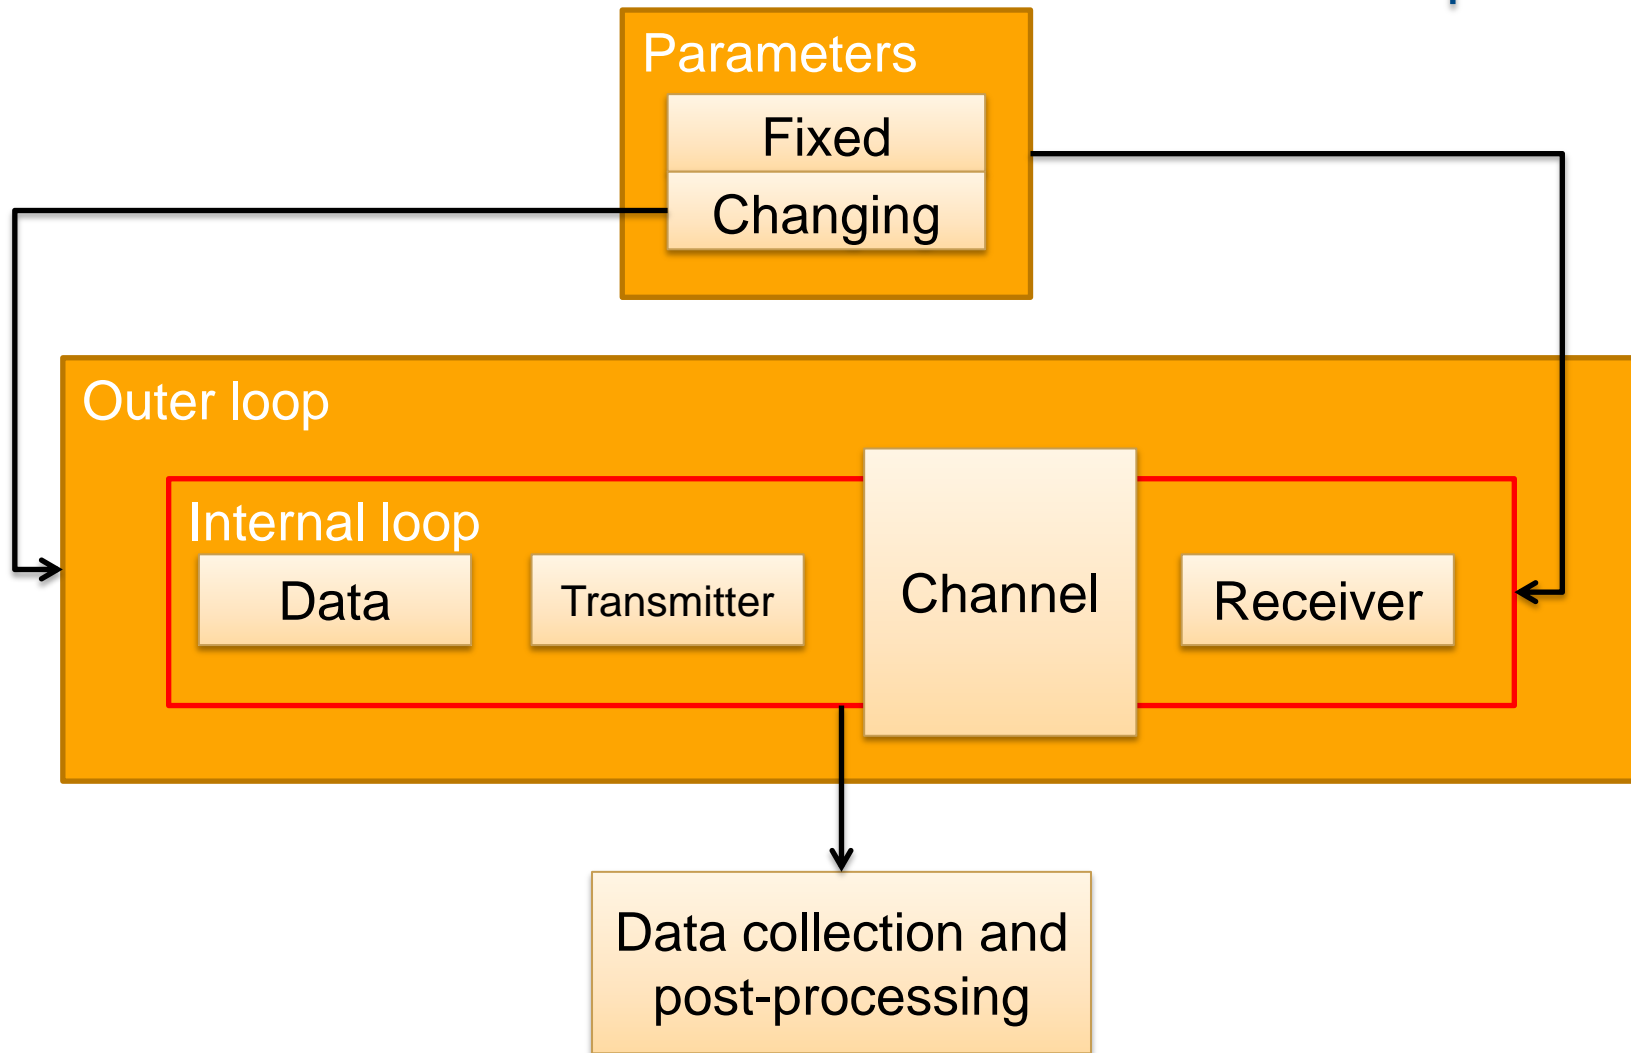 Parameters
Fixed
Changing
Outer loop
Internal loop
Data
Transmitter
Channel
Receiver
Data collection and
post-processing